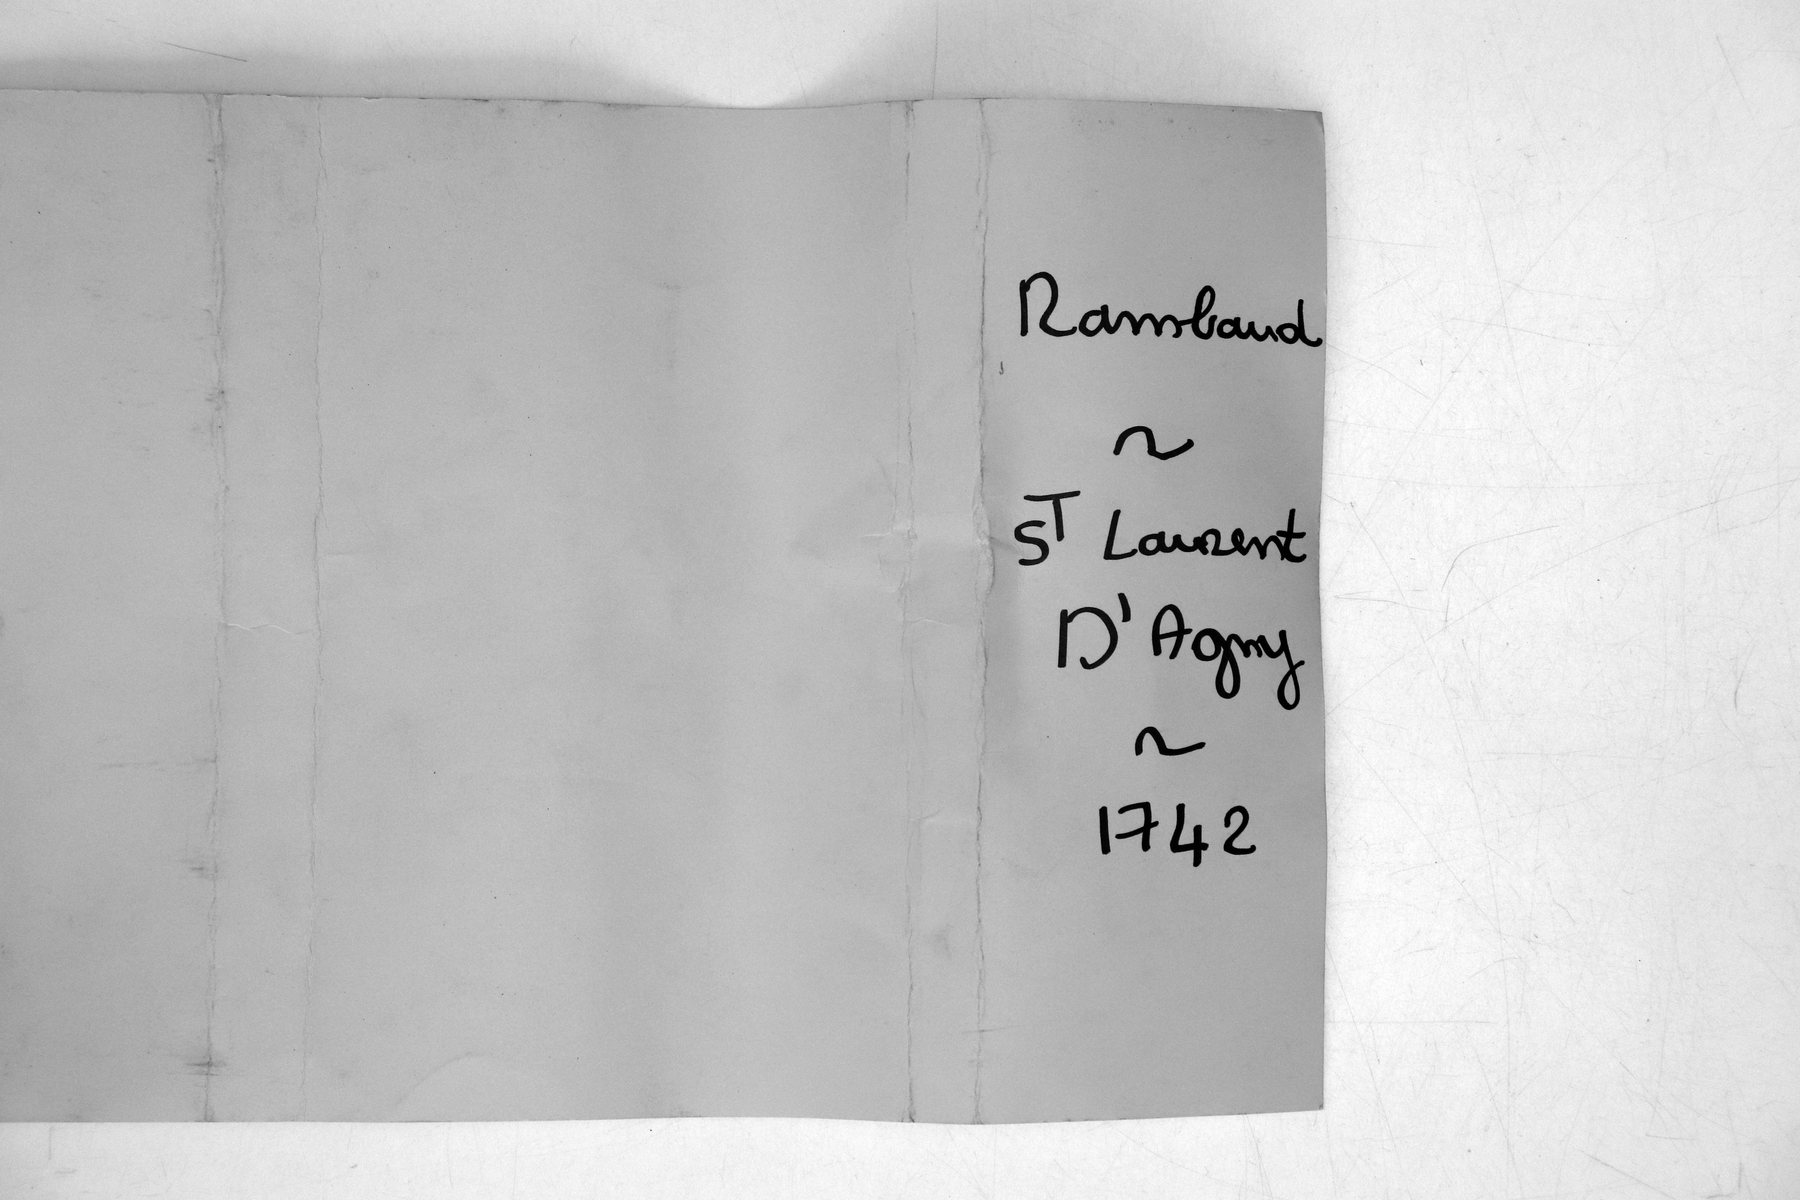 Rambaud
~
ST Laurent
D'Agny
~
1742